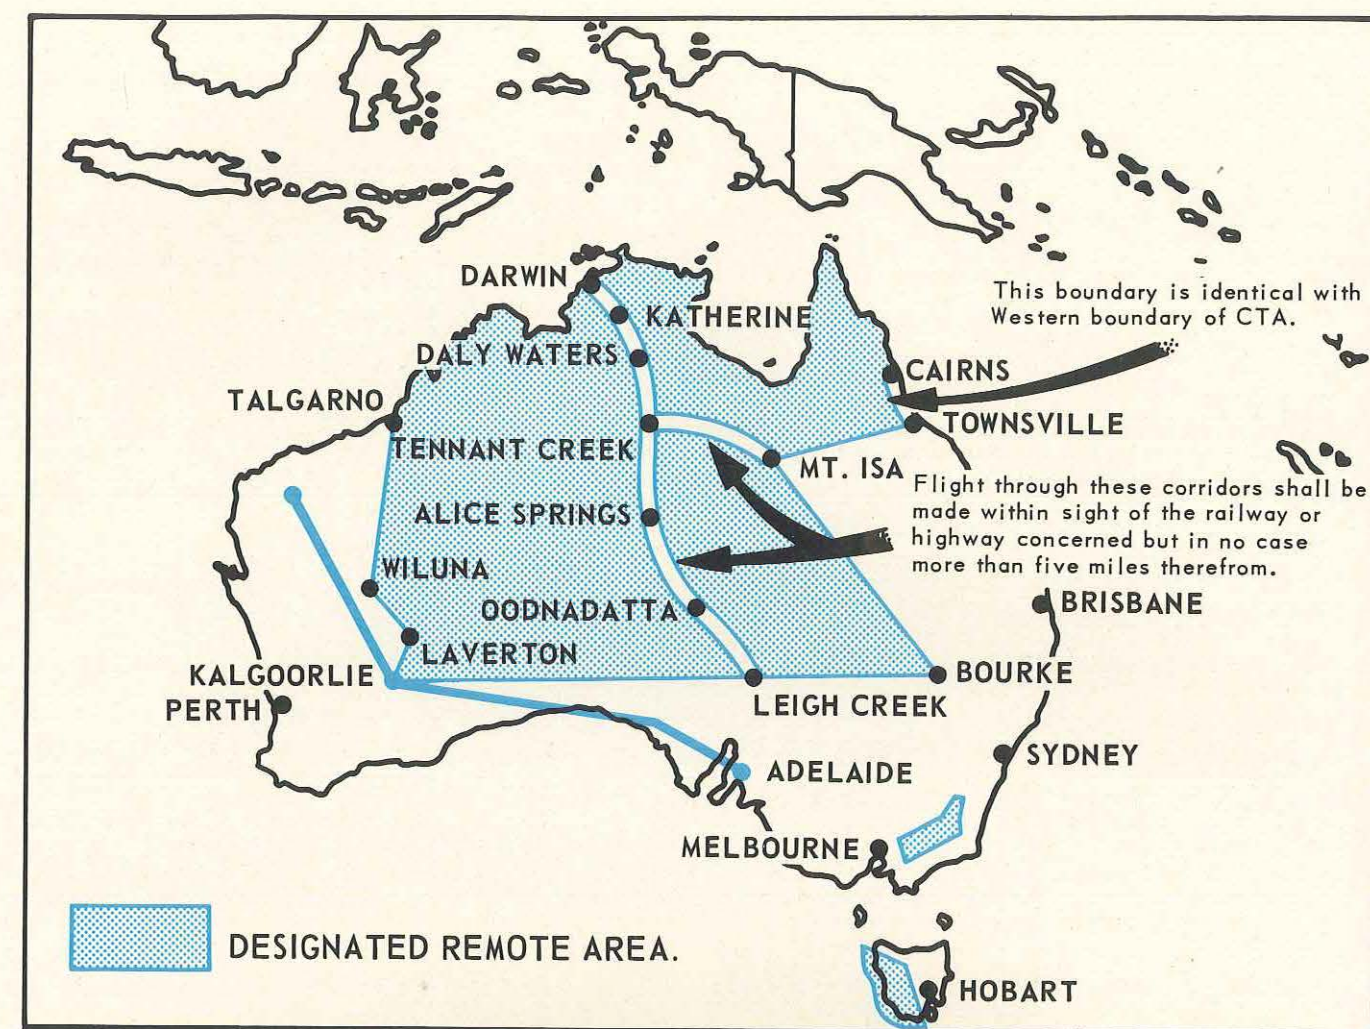 DARWIN
KATHERINE
DALY WATERS
This boundary is identical with
Western boundary of CTA.
CAIRNS
TALGARNO
TOWNSVILLE
TENNANT CREEK
MT. ISA
Flight through these corridors shall be
made within sight of the railway or
highway concerned but in no case
more than five miles therefrom.
ALICE SPRINGS
WILUNA
OODNADATTA
BRISBANE
LAVERTON
KALGOORLIE
BOURKE
PERTH
LEIGH CREEK
SYDNEY
ADELAIDE
MELBOURNE
DESIGNATED REMOTE AREA.
HOBART